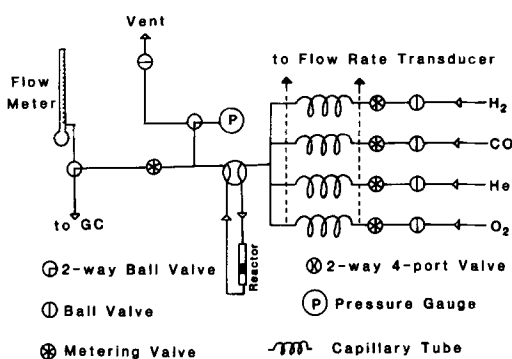 Vent
to Flow Rate Transducer
Flow
Meter
P
H2
CO
He
O2
to GC
Reactor
2-way Ball Valve
2-way 4-port Valve
Ball Valve
P Pressure Gauge
Metering Valve
Capillary Tube